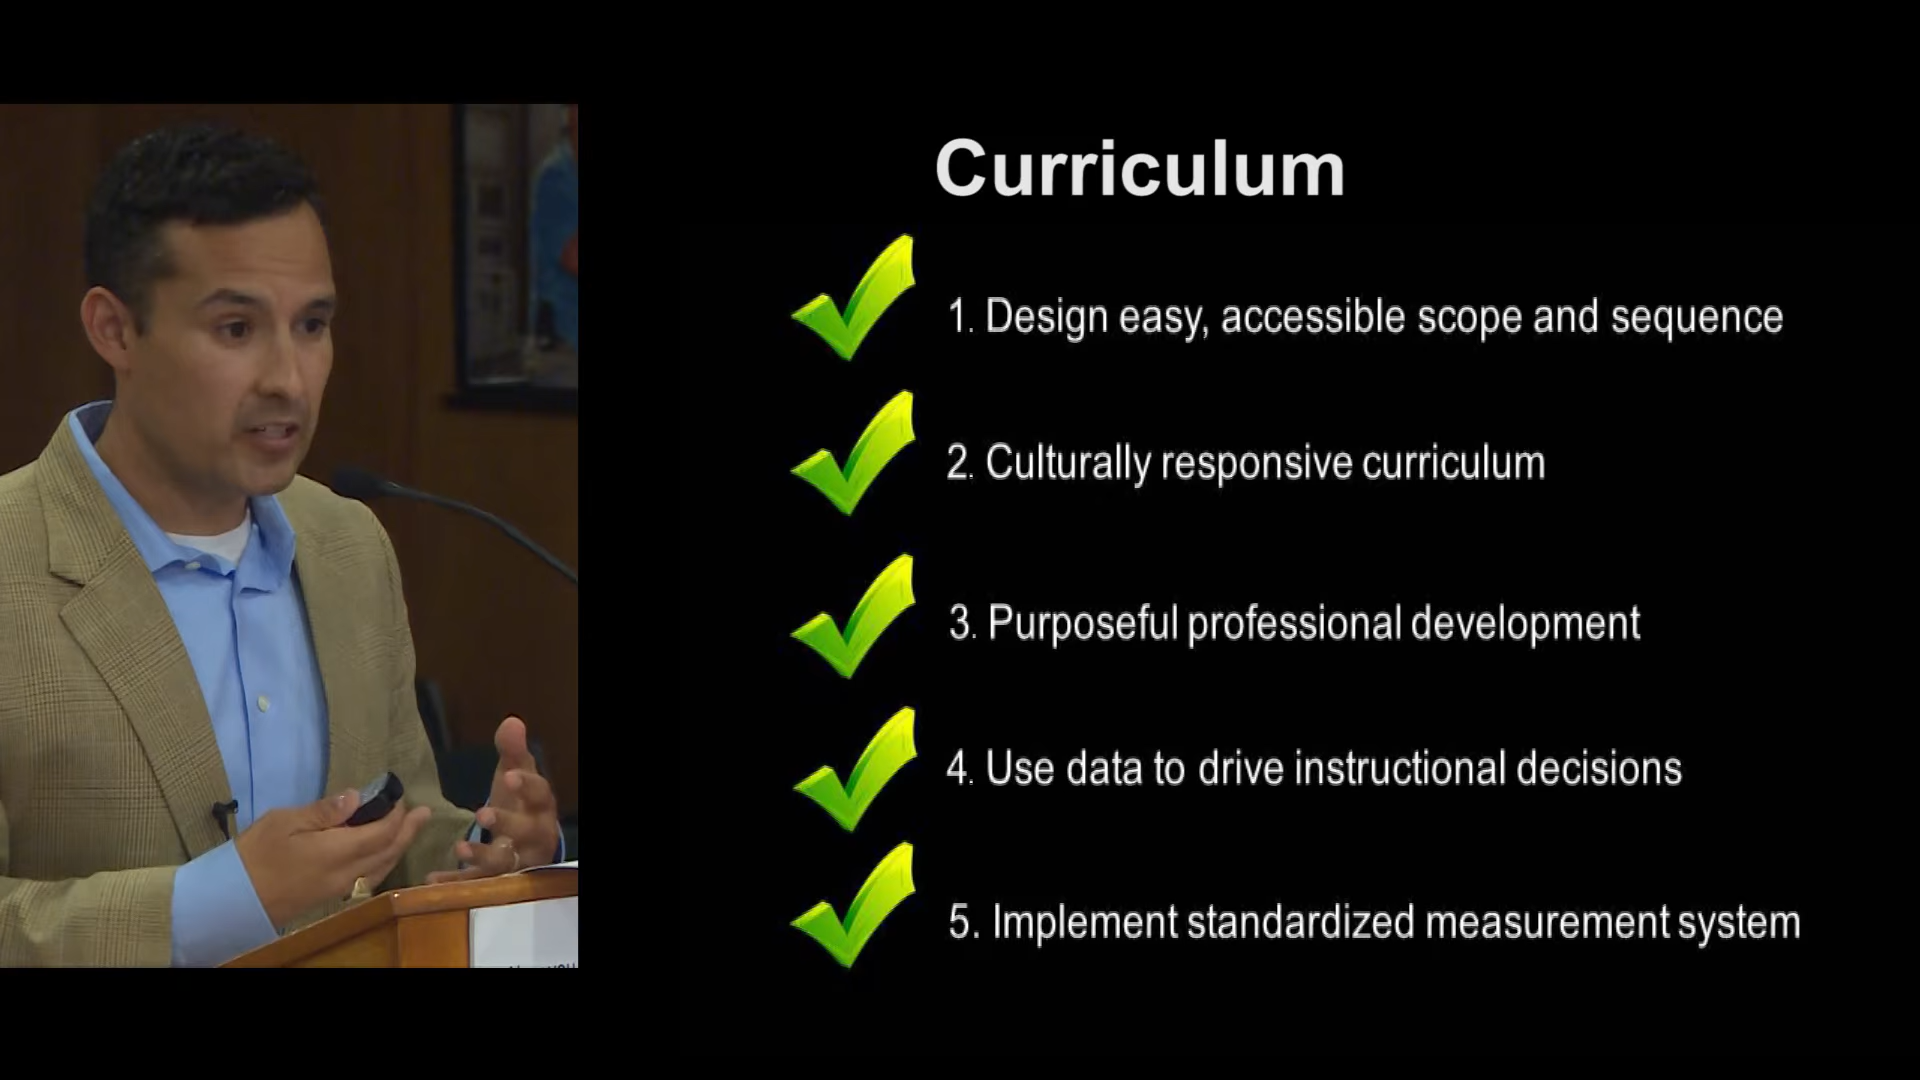 Curriculum
1. Design easy, accessible scope and sequence
2. Culturally responsive curriculum
3. Purposeful professional development
4. Use data to drive instructional decisions
5. Implement standardized measurement system